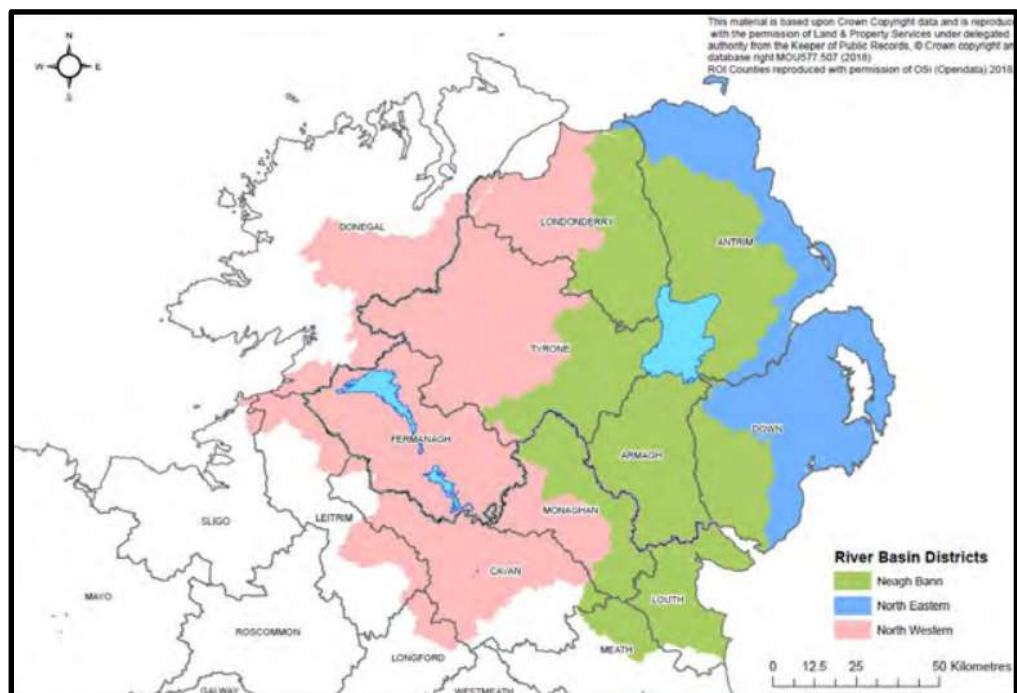 This material is based upon Crown Copyright data and is reproduc
with the permission of Land & Property Services under delegated
authority from the Keeper of Public Records, © Crown copyright an
database right MOU577.507 (2018)
ROI Counties reproduced with permission of OSi (Opendata) 2018
N
W E
S
LONDONDERRY
DONEGAL
ANTRIM
TYRONE
DOWN
FERMANAGH
ARMAGH
MONAGHAN
SLIGO
LEITRIM
River Basin Districts
CAVAN
Neagh Bann
MAYO
LOUTH
North Eastern
ROSCOMMON
North Western
MEATH
LONGFORD
0 12.5 25 50 Kilometres
GALWAY
WESTMEATH